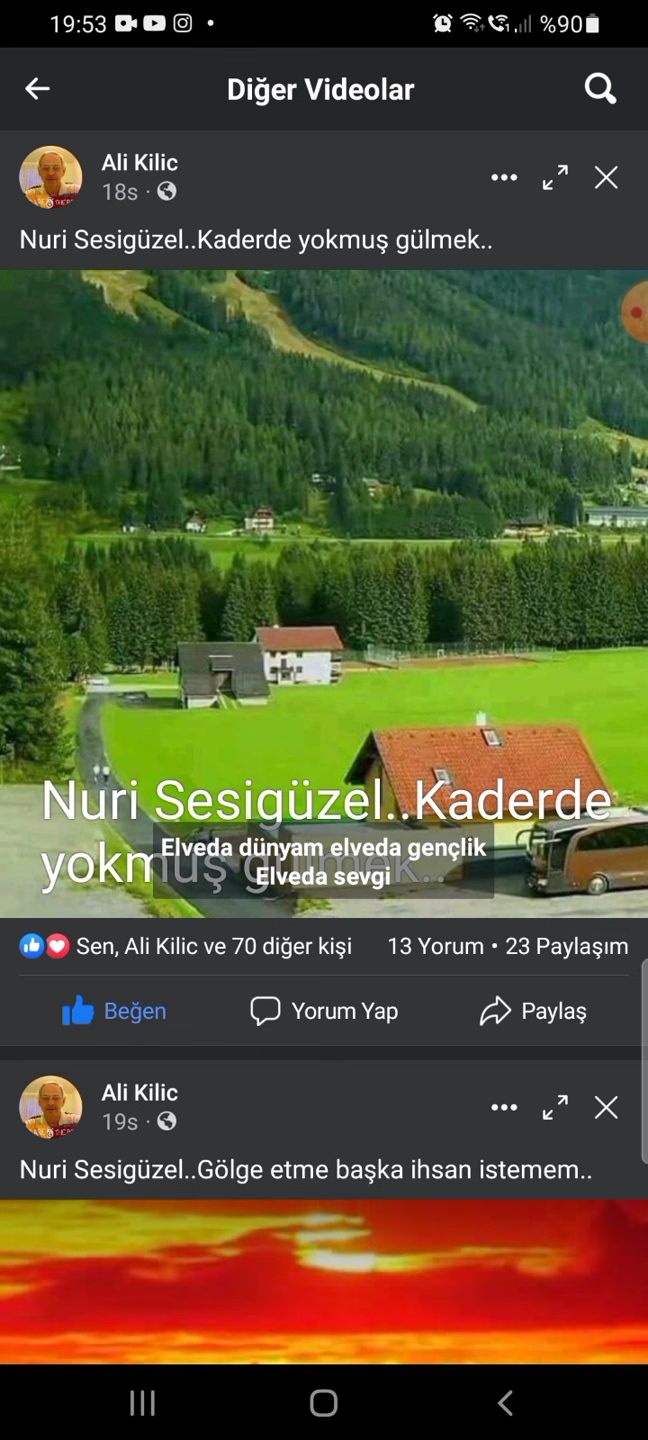 19:53
%90
Diğer Videolar
Ali Kilic
18s ·
Nuri Sesigüzel..Kaderde yokmuş gülmek..
Nuri Sesigüzel..Kaderde
yokmuş gülmek..
Elveda dünyam elveda gençlik
Elveda sevgi
Sen, Ali Kilic ve 70 diğer kişi 13 Yorum • 23 Paylaşım
Beğen Yorum Yap Paylaş
Ali Kilic
19s ·
Nuri Sesigüzel..Gölge etme başka ihsan istemem..